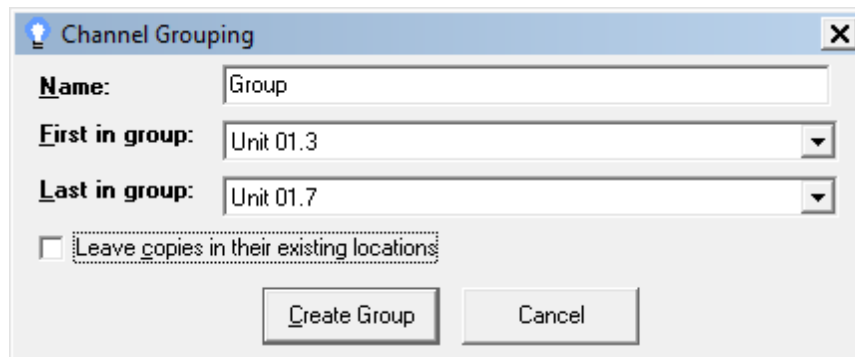 Channel Grouping
Name: Group
First in group: Unit 01.3
Last in group: Unit 01.7
Leave copies in their existing locations
Create Group Cancel